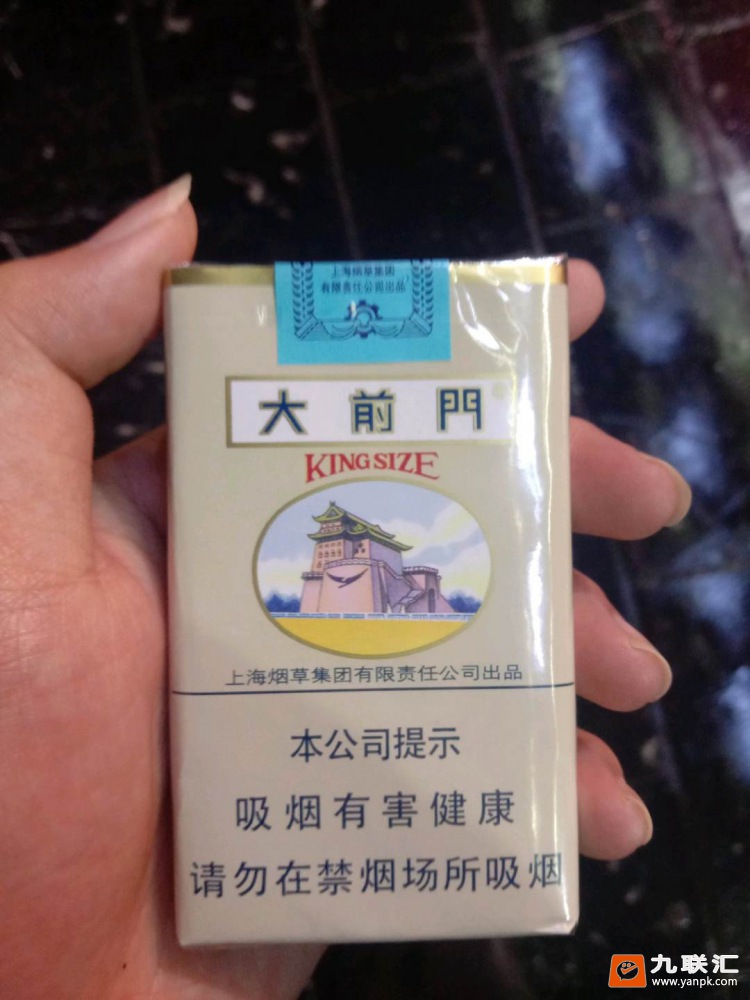 上海烟草集团
有限责任公司出品
大前門
KING SIZE
上海烟草集团有限责任公司出品
本公司提示
吸烟有害健康
请勿在禁烟场所吸烟
九联汇
www.yanpk.com